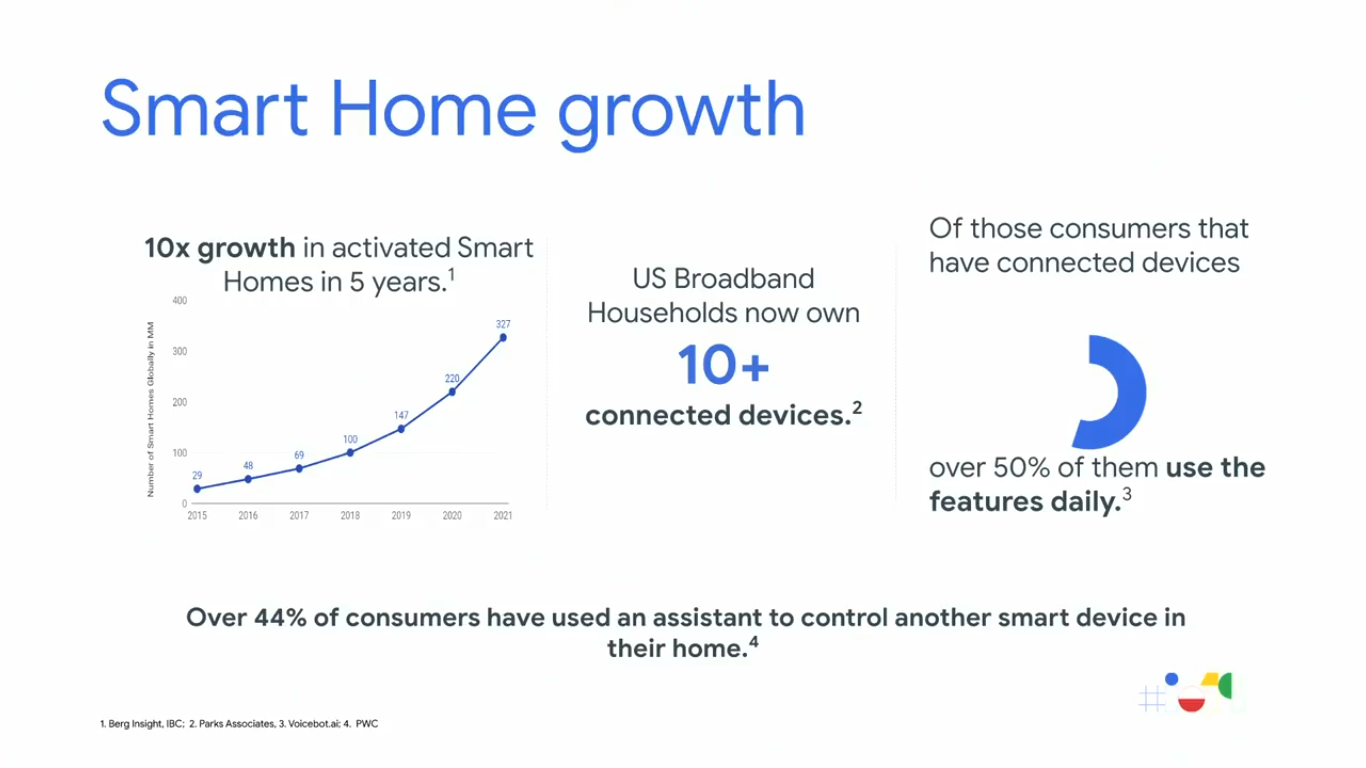 Smart Home growth
10x growth in activated Smart
Homes in 5 years.1
Number of Smart Homes Globally in MM
400
300
200
100
0
29
48
69
100
147
220
327
2015 2016 2017 2018 2019 2020 2021
US Broadband
Households now own
10+
connected devices.2
Of those consumers that
have connected devices
over 50% of them use the
features daily.3
Over 44% of consumers have used an assistant to control another smart device in
their home.4
1. Berg Insight, IBC; 2. Parks Associates, 3. Voicebot.ai; 4. PWC